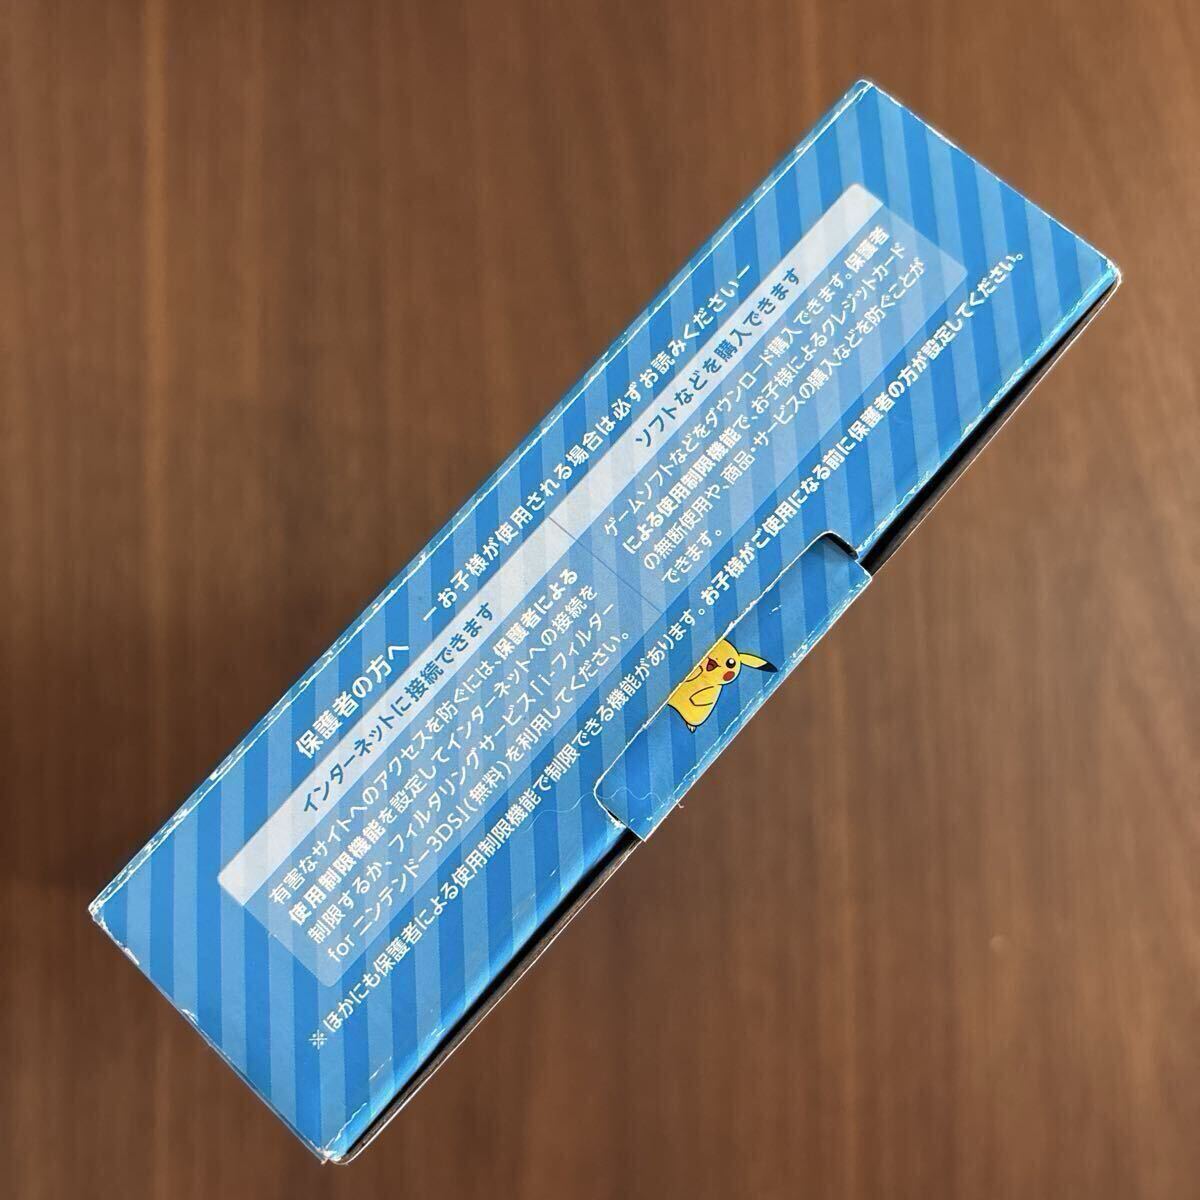 保護者の方へ ー お子様が使用される場合は必ずお読みください ー
インターネットに接続できます
有害なサイトへのアクセスを防ぐには、保護者による
使用制限機能を設定してインターネットへの接続を
制限するか、フィルタリングサービス「i-フィルター
for ニンテンドー3DS」(無料)を利用してください。
ソフトなどを購入できます
ゲームソフトなどをダウンロード購入できます。保護者
による使用制限機能で、お子様によるクレジットカード
の無断使用や、商品・サービスの購入などを防ぐことが
できます。
※ ほかにも保護者による使用制限機能で制限できる機能があります。お子様がご使用になる前に保護者の方が設定してください。